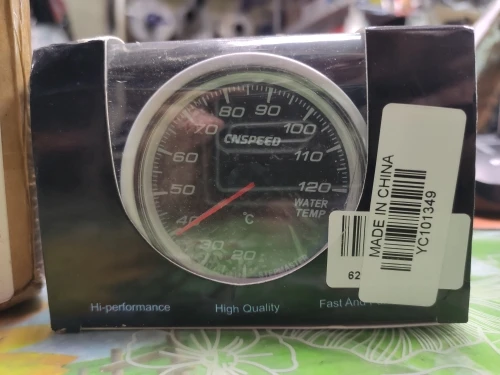 80 90
70 100
CNSPEED
60 110
50 120
WATER
TEMP
40 °C
30 20
MADE IN CHINA
YC101349
62
Hi-performance High Quality Fast And